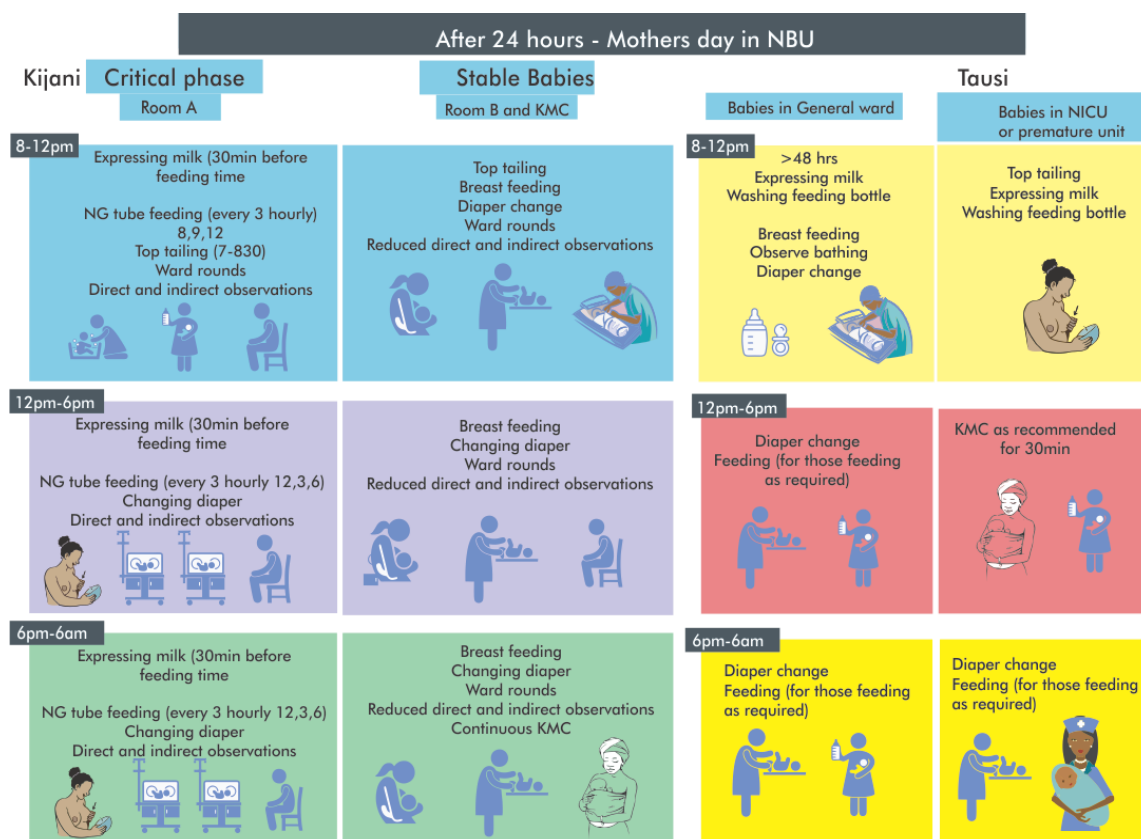 After 24 hours - Mothers day in NBU
Kijani
Critical phase
Room A
Stable Babies
Room B and KMC
Tausi
Babies in General ward
Babies in NICU
or premature unit
8-12pm
Expressing milk (30min before
feeding time
NG tube feeding (every 3 hourly)
8,9,12
Top tailing (7-830)
Ward rounds
Direct and indirect observations
Top tailing
Breast feeding
Diaper change
Ward rounds
Reduced direct and indirect observations
8-12pm
>48 hrs
Expressing milk
Washing feeding bottle
Breast feeding
Observe bathing
Diaper change
Top tailing
Expressing milk
Washing feeding bottle
12pm-6pm
Expressing milk (30min before
feeding time
NG tube feeding (every 3 hourly 12,3,6)
Changing diaper
Direct and indirect observations
Breast feeding
Changing diaper
Ward rounds
Reduced direct and indirect observations
12pm-6pm
Diaper change
Feeding (for those feeding
as required)
KMC as recommended
for 30min
6pm-6am
Expressing milk (30min before
feeding time
NG tube feeding (every 3 hourly 12,3,6)
Changing diaper
Direct and indirect observations
Breast feeding
Changing diaper
Ward rounds
Reduced direct and indirect observations
Continuous KMC
6pm-6am
Diaper change
Feeding (for those feeding
as required)
Diaper change
Feeding (for those feeding
as required)